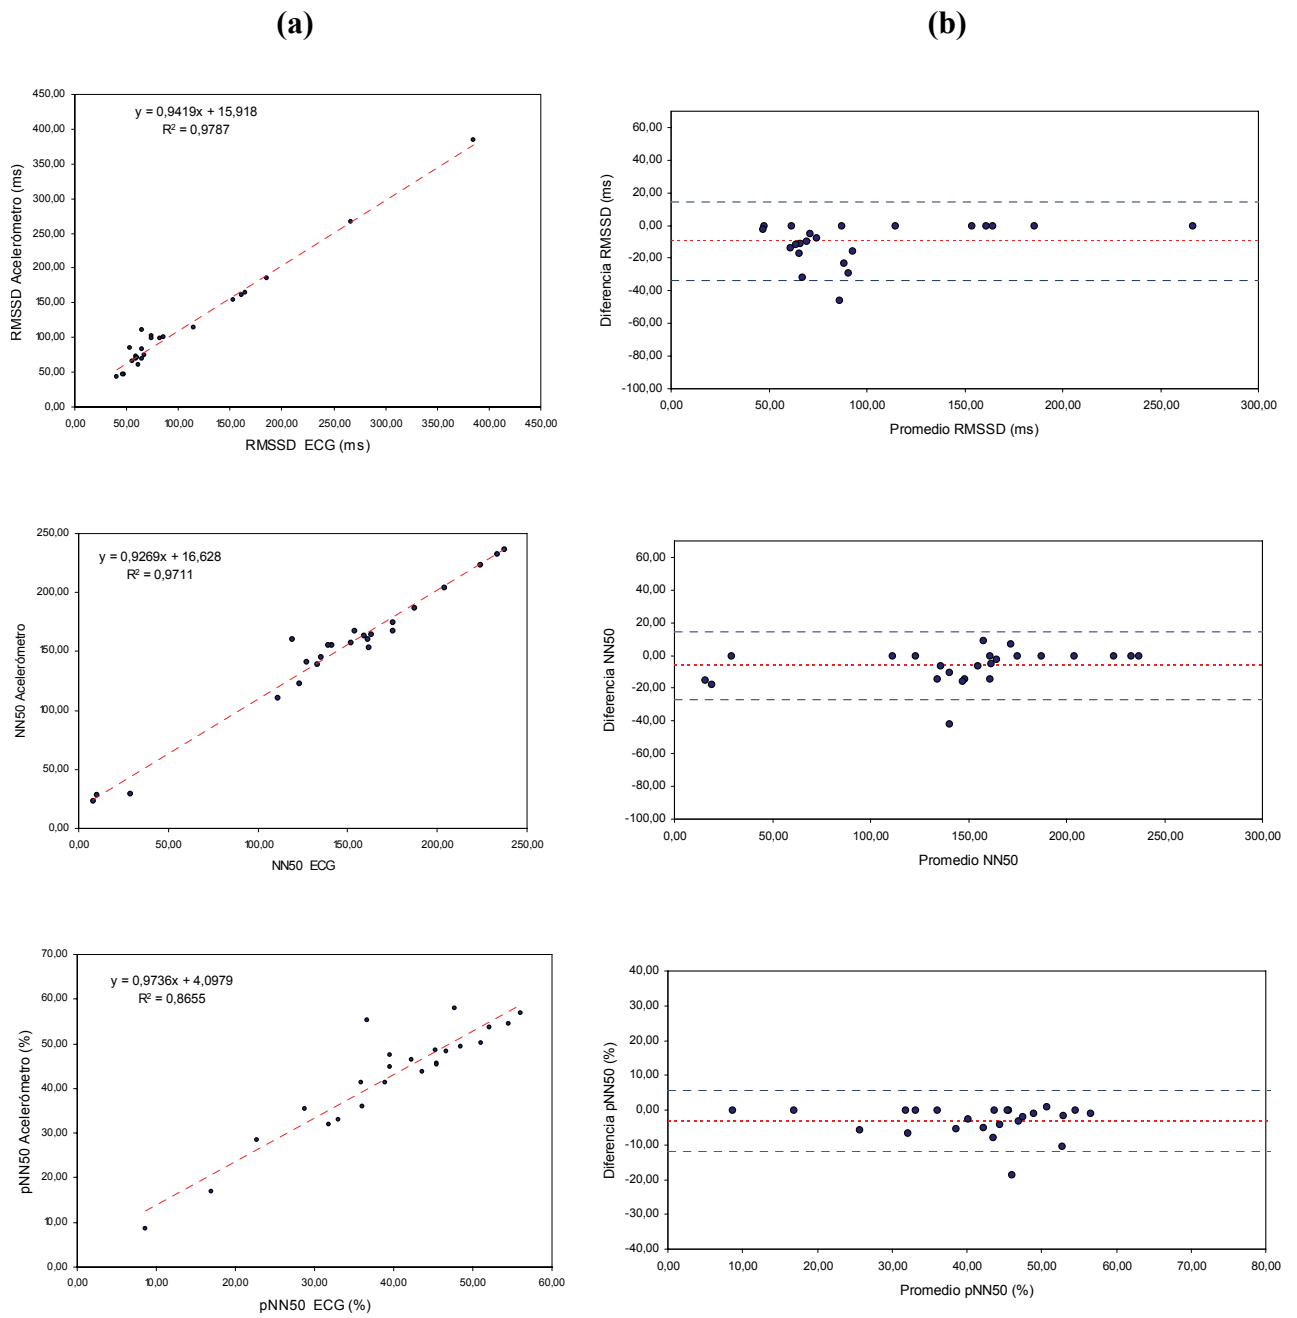 (a)
(b)
y = 0,9419x + 15,918
R² = 0,9787
RMSSD Acelerómetro (ms)
450,00
400,00
350,00
300,00
250,00
200,00
150,00
100,00
50,00
0,00
0,00 50,00 100,00 150,00 200,00 250,00 300,00 350,00 400,00 450,00
RMSSD ECG (ms)
Diferencia RMSSD (ms)
60,00
40,00
20,00
0,00
-20,00
-40,00
-60,00
-80,00
-100,00
0,00 50,00 100,00 150,00 200,00 250,00 300,00
Promedio RMSSD (ms)
y = 0,9269x + 16,628
R² = 0,9711
NN50 Acelerómetro
250,00
200,00
150,00
100,00
50,00
0,00
0,00 50,00 100,00 150,00 200,00 250,00
NN50 ECG
Diferencia NN50
60,00
40,00
20,00
0,00
-20,00
-40,00
-60,00
-80,00
-100,00
0,00 50,00 100,00 150,00 200,00 250,00 300,00
Promedio NN50
y = 0,9736x + 4,0979
R² = 0,8655
pNN50 Acelerómetro (%)
70,00
60,00
50,00
40,00
30,00
20,00
10,00
0,00
0,00 10,00 20,00 30,00 40,00 50,00 60,00
pNN50 ECG (%)
Diferencia pNN50 (%)
40,00
30,00
20,00
10,00
0,00
-10,00
-20,00
-30,00
-40,00
0,00 10,00 20,00 30,00 40,00 50,00 60,00 70,00 80,00
Promedio pNN50 (%)